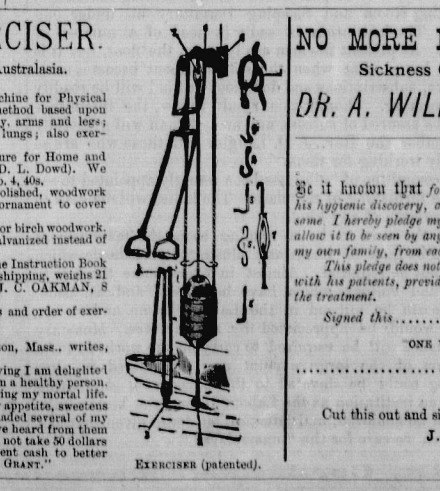 RCISER.
Australasia.
chine for Physical
ethod based upon
y, arms and legs;
lungs; also exer-
ure for Home and
D. L. Dowd). We
o. 4, 40s.
olished, woodwork
ornament to cover
or birch woodwork.
alvanized instead of
ne Instruction Book
shipping, weighs 21
J. C. OAKMAN, 8
s and order of exer-
on, Mass., writes,
ving I am delighted
m a healthy person.
ing my mortal life.
appetite, sweetens
aded several of my
ve heard from them
not take 50 dollars
ent cash to better
GRANT."
EXERCISER (patented).
NO MORE
Sickness
DR. A. WIL
Be it known that fo
his hygienic discovery, a
same. I hereby pledge my
allow it to be seen by any
my own family, from eac
This pledge does not
with his patients, provid
the treatment.
Signed this
"ONE
Cut this out and si
J.